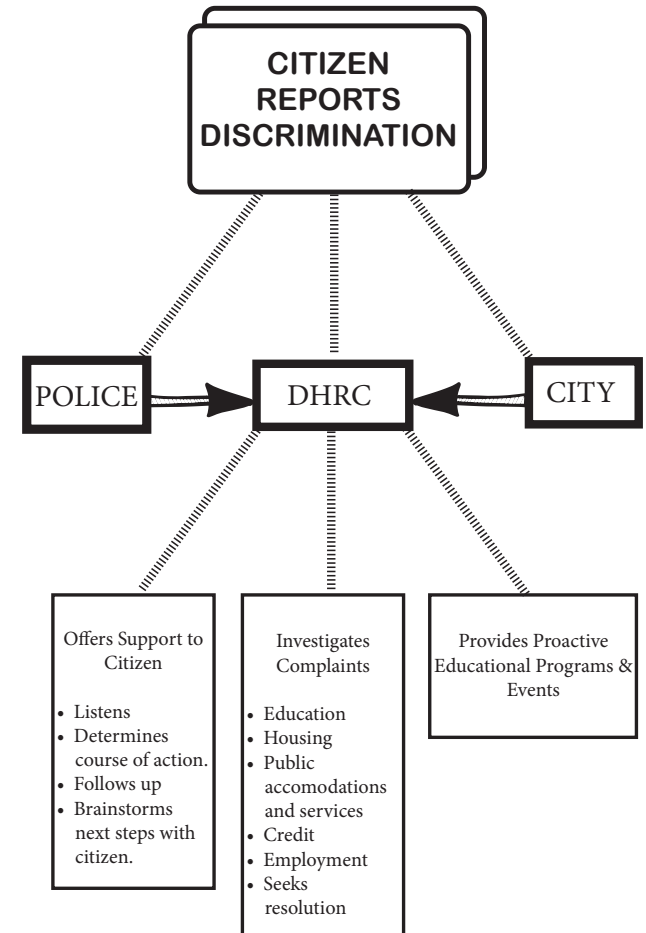 CITIZEN
REPORTS
DISCRIMINATION
POLICE
DHRC
CITY
Offers Support to
Citizen
• Listens
• Determines
course of action.
• Follows up
• Brainstorms
next steps with
citizen.
Investigates
Complaints
• Education
• Housing
• Public
accomodations
and services
• Credit
• Employment
• Seeks
resolution
Provides Proactive
Educational Programs &
Events